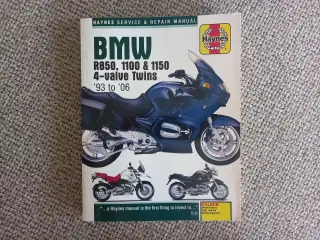 HAYNES SERVICE & REPAIR MANUAL
BMW
R850, 1100 & 1150
4-valve Twins
'93 to '06
Haynes
"...a Haynes manual is the first thing to invest in..."
COLOUR